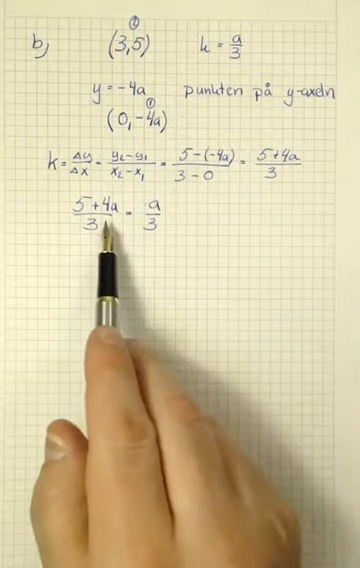 ②
b) (3,5) k = a/3
y = -4a punkten på y-axeln
①
(0,-4a)
k = Δy/Δx = y₂-y₁/x₂-x₁ = 5-(-4a)/3-0 = 5+4a/3
5+4a/3 = a/3